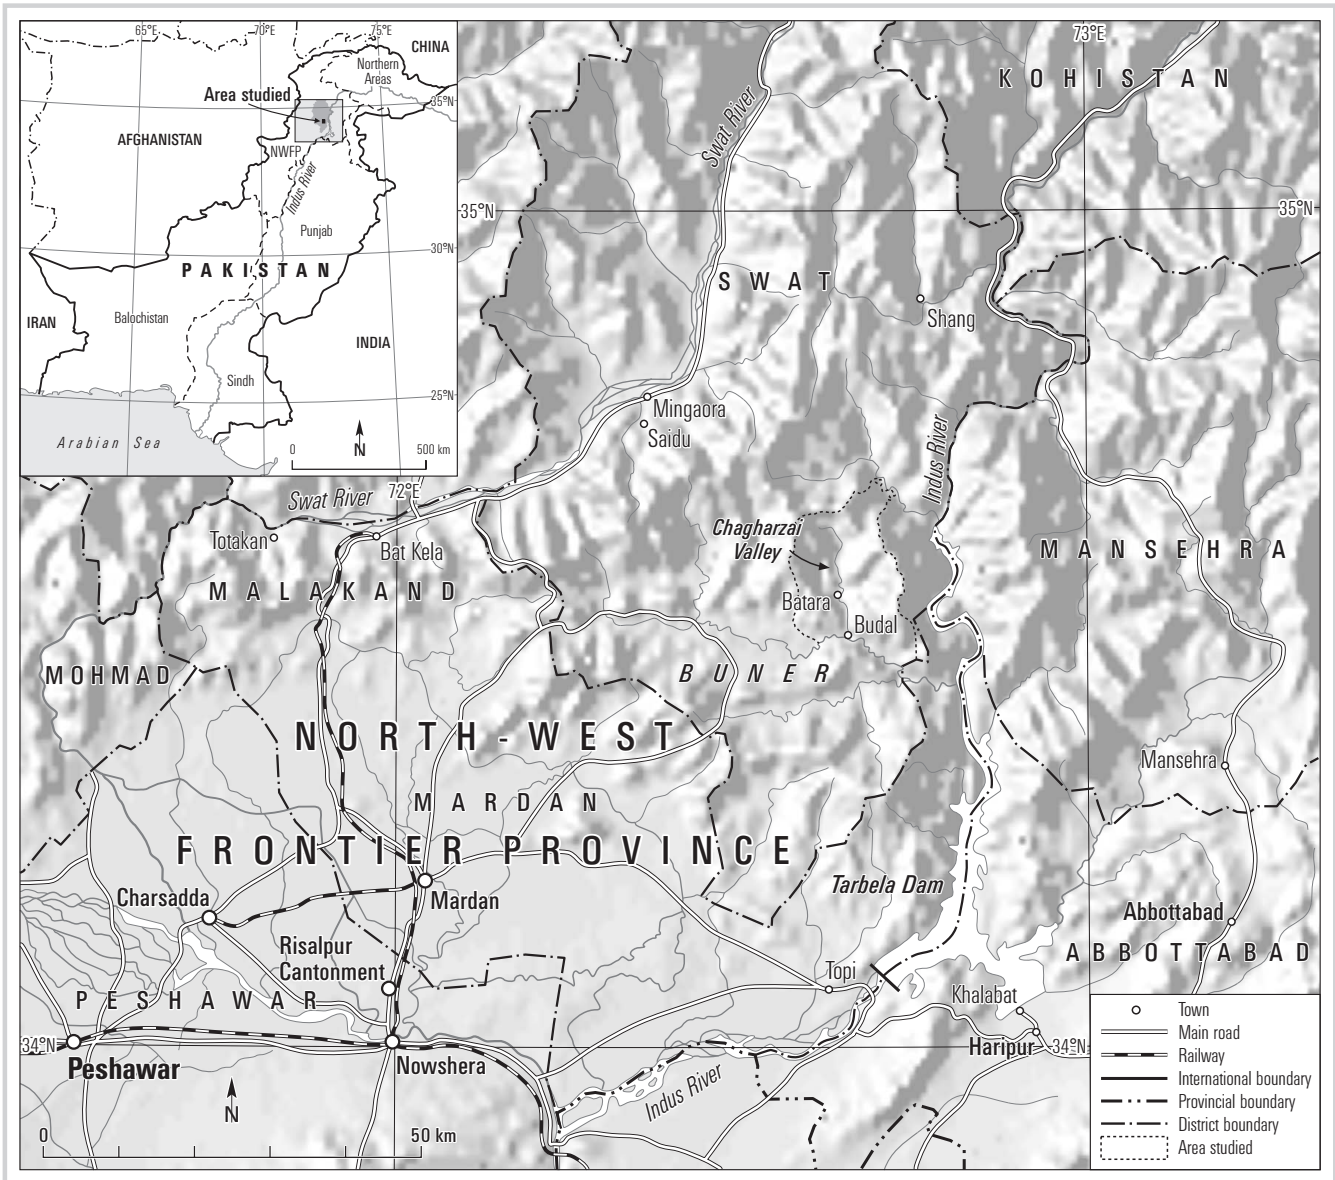 65°E
70°E
75°E
CHINA
Northern
Areas
Area studied
35°N
AFGHANISTAN
NWFP
Indus River
Punjab
30°N
PAKISTAN
IRAN
Balochistan
INDIA
Sindh
25°N
Arabian Sea
N
0
500 km
73°E
KOHISTAN
Swat River
35°N
35°N
SWAT
Shang
Mingaora
Saidu
Indus River
Swat River
72°E
Totakan
Bat Kela
Chagharzai
Valley
MANSEHRA
MALAKAND
Batara
Budal
MOHMAD
BUNER
NORTH-WEST
Mansehra
MARDAN
FRONTIER PROVINCE
Tarbela Dam
Charsadda
Mardan
Abbottabad
Risalpur
Cantonment
ABBOTTABAD
Topi
Khalabat
PESHAWAR
34°N
Haripur
34°N
Peshawar
Nowshera
Indus River
N
0
50 km
Town
Main road
Railway
International boundary
Provincial boundary
District boundary
Area studied